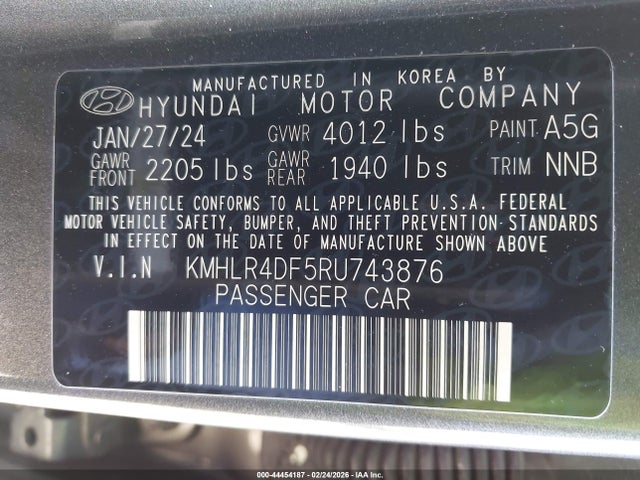 MANUFACTURED IN KOREA BY
HYUNDAI MOTOR COMPANY
JAN/27/24 GVWR 4012 lbs PAINT A5G
GAWR FRONT 2205 lbs GAWR REAR 1940 lbs TRIM NNB
THIS VEHICLE CONFORMS TO ALL APPLICABLE U.S.A. FEDERAL
MOTOR VEHICLE SAFETY, BUMPER, AND THEFT PREVENTION STANDARDS
IN EFFECT ON THE DATE OF MANUFACTURE SHOWN ABOVE
V.I.N KMHLR4DF5RU743876
PASSENGER CAR
000-44454187 - 02/24/2026 - Copyright IAA, Inc.